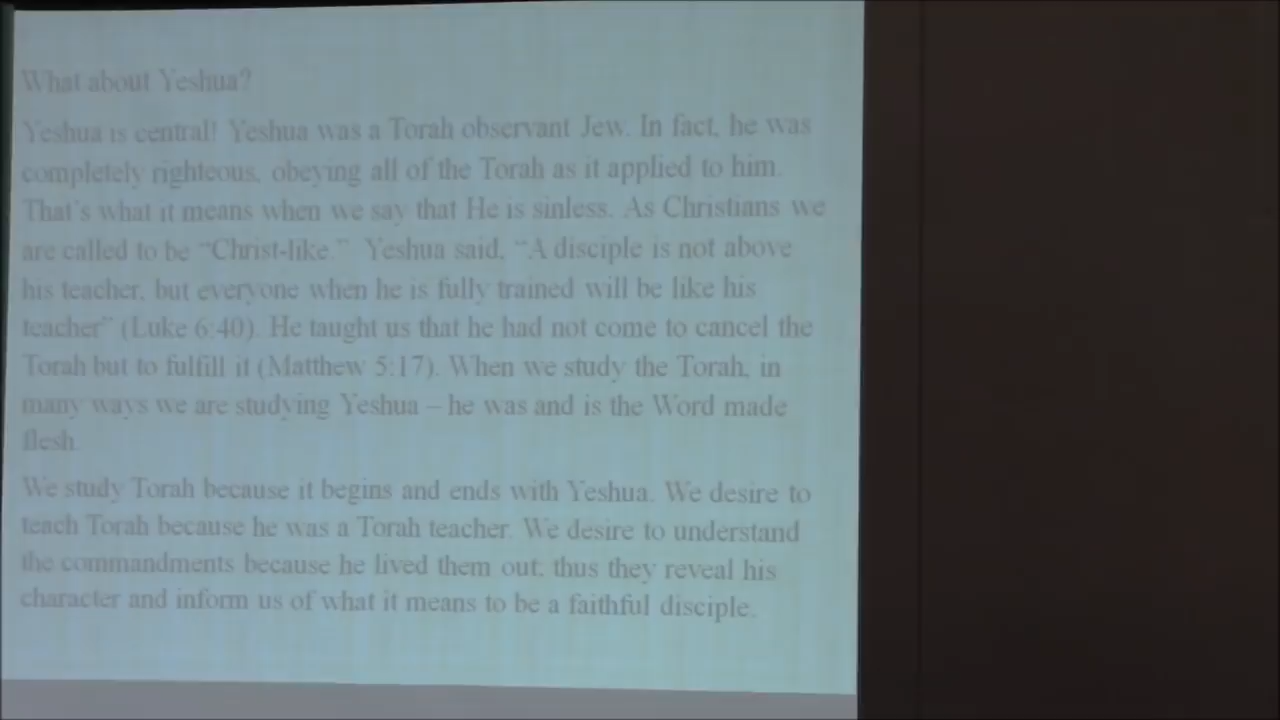 What about Yeshua?
Yeshua is central! Yeshua was a Torah observant Jew. In fact, he was
completely righteous, obeying all of the Torah as it applied to him.
That's what it means when we say that He is sinless. As Christians we
are called to be "Christ-like." Yeshua said, "A disciple is not above
his teacher, but everyone when he is fully trained will be like his
teacher" (Luke 6:40). He taught us that he had not come to cancel the
Torah but to fulfill it (Matthew 5:17). When we study the Torah, in
many ways we are studying Yeshua – he was and is the Word made
flesh.
We study Torah because it begins and ends with Yeshua. We desire to
teach Torah because he was a Torah teacher. We desire to understand
the commandments because he lived them out; thus they reveal his
character and inform us of what it means to be a faithful disciple.